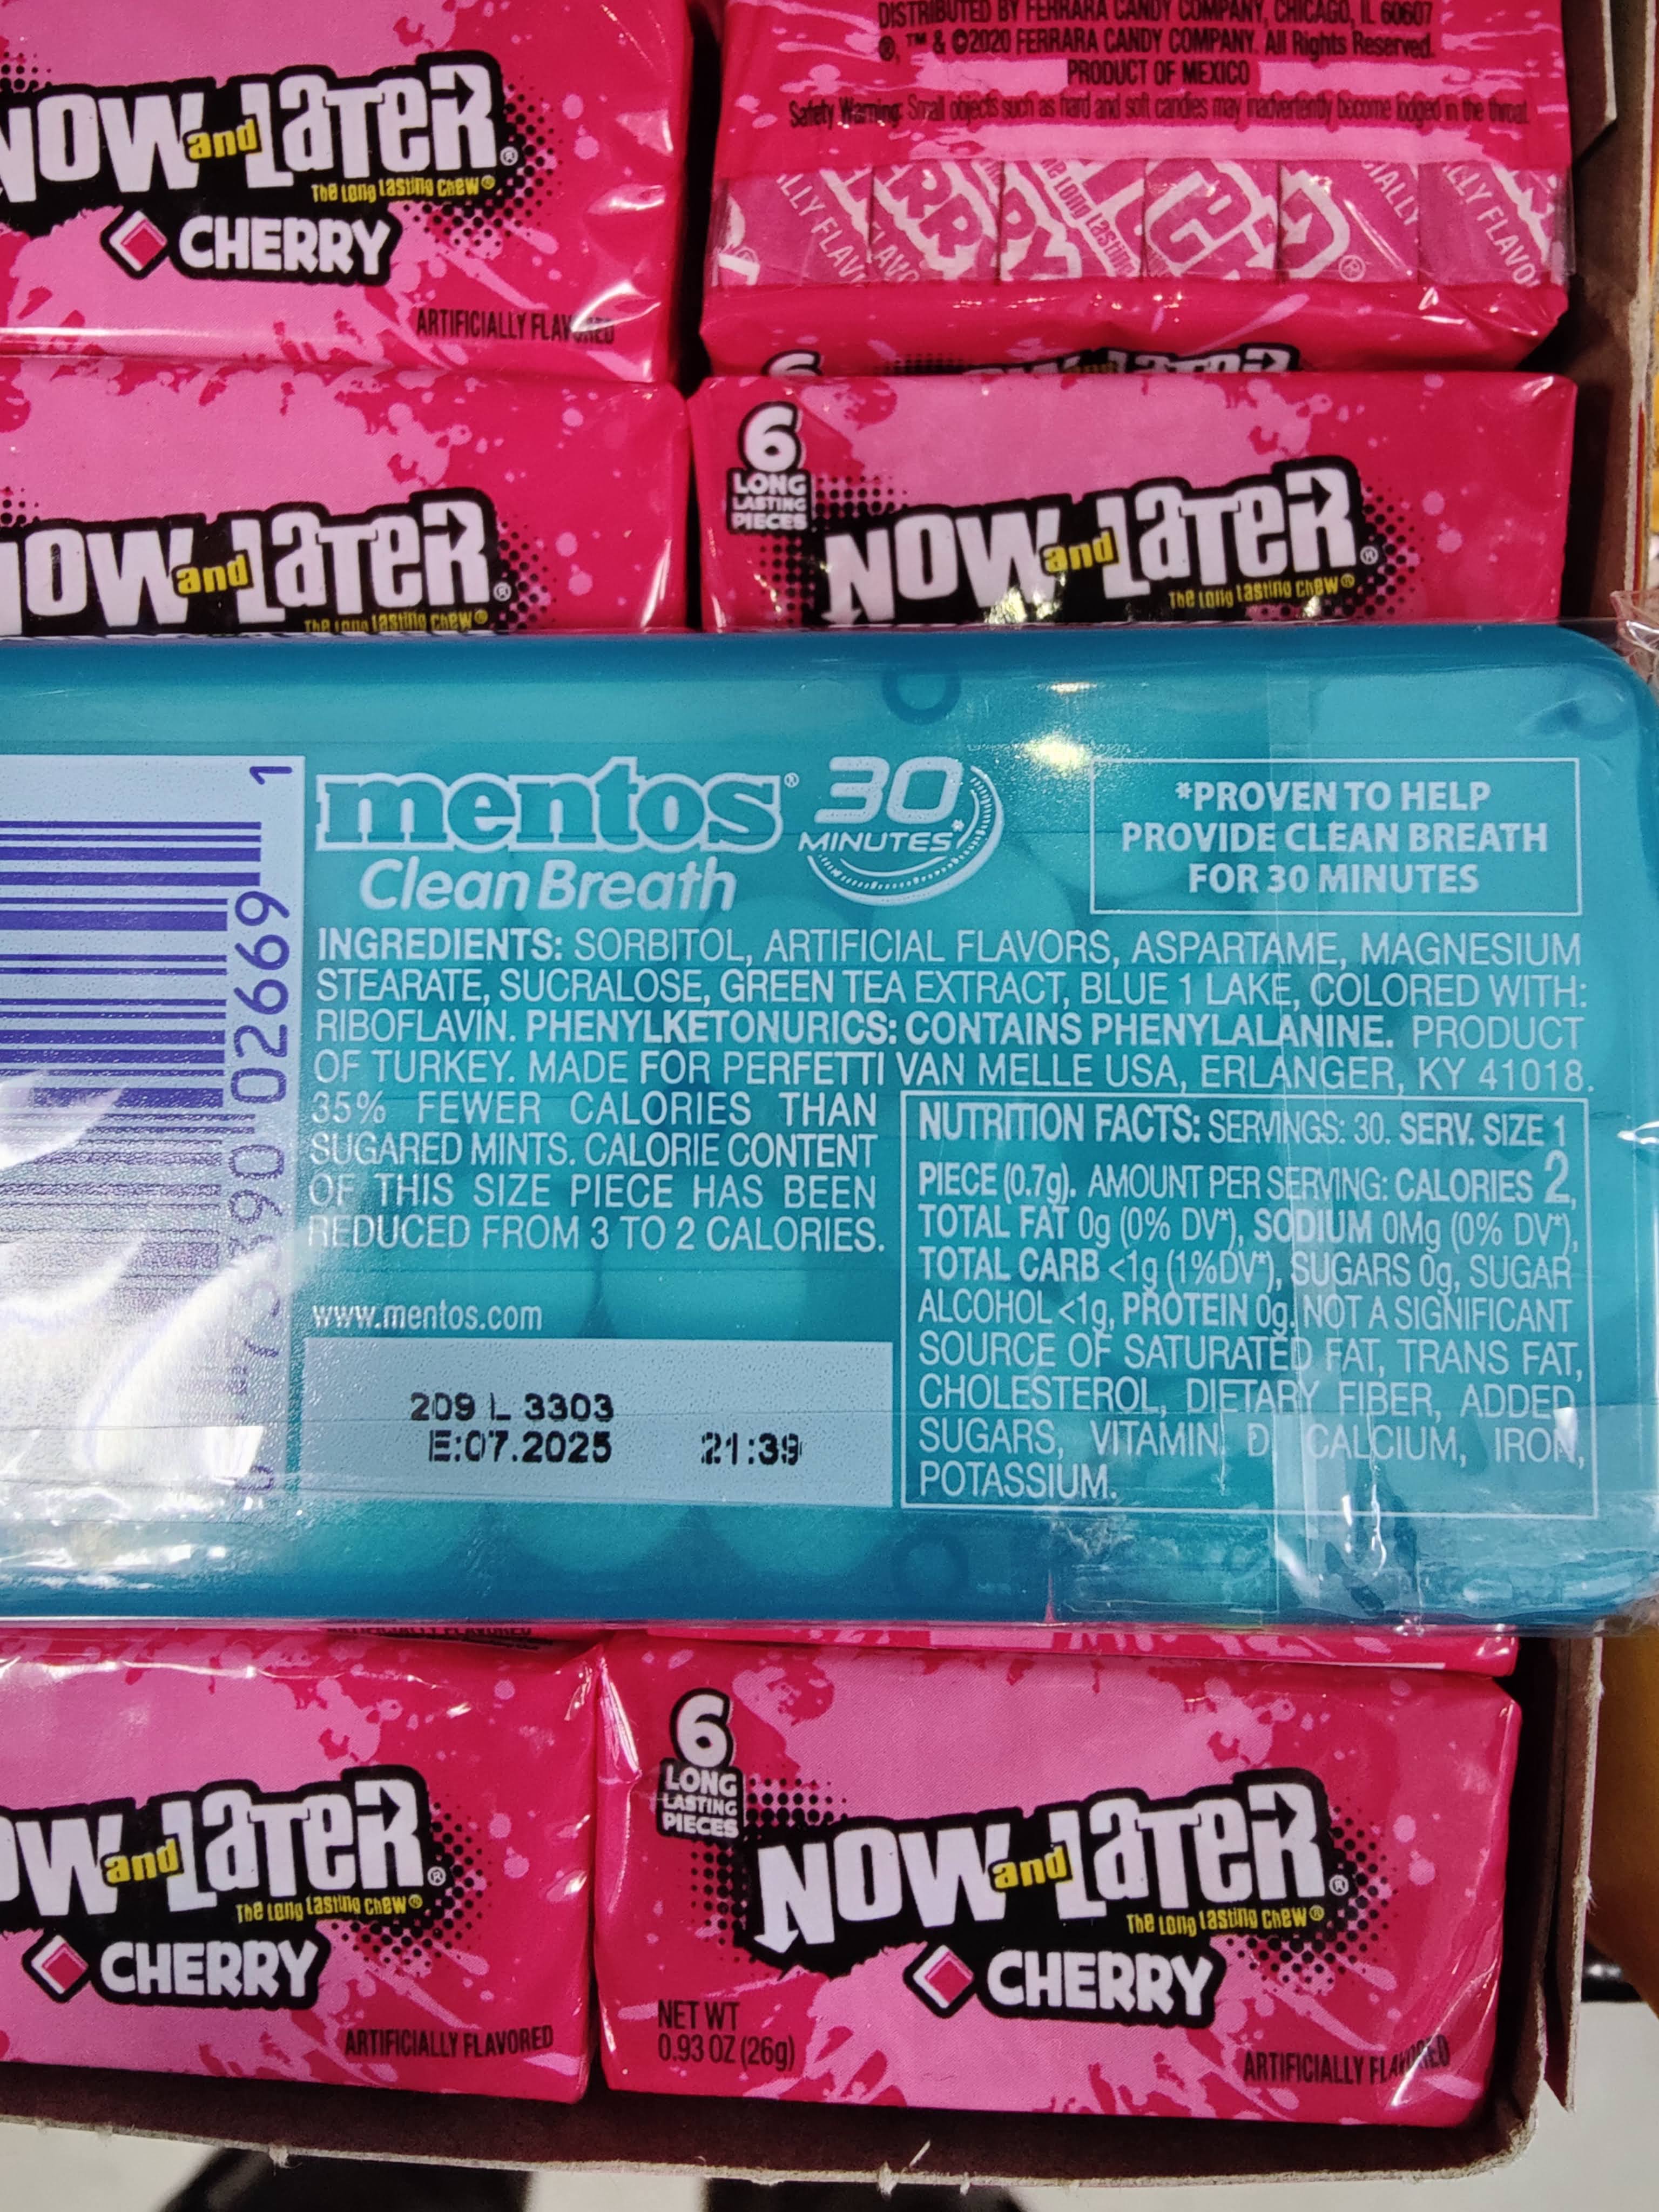 DISTRIBUTED BY FERRARA CANDY COMPANY, CHICAGO, IL 60607
®, ™ & ©2020 FERRARA CANDY COMPANY. All Rights Reserved.
PRODUCT OF MEXICO
Safety Warning: Small objects such as hard and soft candies may inadvertently become lodged in the throat.
NOW and LATER®
THE LONG LASTING CHEW®
CHERRY
ARTIFICIALLY FLAVORED
NOW and LATER®
THE LONG LASTING CHEW®
6
LONG
LASTING
PIECES
NOW and LATER®
THE LONG LASTING CHEW®
mentos® 30
MINUTES*
Clean Breath
*PROVEN TO HELP
PROVIDE CLEAN BREATH
FOR 30 MINUTES
INGREDIENTS: SORBITOL, ARTIFICIAL FLAVORS, ASPARTAME, MAGNESIUM
STEARATE, SUCRALOSE, GREEN TEA EXTRACT, BLUE 1 LAKE, COLORED WITH:
RIBOFLAVIN. PHENYLKETONURICS: CONTAINS PHENYLALANINE. PRODUCT
OF TURKEY. MADE FOR PERFETTI VAN MELLE USA, ERLANGER, KY 41018.
35% FEWER CALORIES THAN
SUGARED MINTS. CALORIE CONTENT
OF THIS SIZE PIECE HAS BEEN
REDUCED FROM 3 TO 2 CALORIES.
www.mentos.com
209 L 3303
E:07.2025 21:39
NUTRITION FACTS: SERVINGS: 30. SERV. SIZE 1
PIECE (0.7g). AMOUNT PER SERVING: CALORIES 2,
TOTAL FAT 0g (0% DV*), SODIUM 0Mg (0% DV*),
TOTAL CARB <1g (1%DV*), SUGARS 0g, SUGAR
ALCOHOL <1g, PROTEIN 0g. NOT A SIGNIFICANT
SOURCE OF SATURATED FAT, TRANS FAT,
CHOLESTEROL, DIETARY FIBER, ADDED
SUGARS, VITAMIN D, CALCIUM, IRON,
POTASSIUM.
0 73390 02669 1
NOW and LATER®
THE LONG LASTING CHEW®
CHERRY
ARTIFICIALLY FLAVORED
6
LONG
LASTING
PIECES
NOW and LATER®
THE LONG LASTING CHEW®
CHERRY
NET WT
0.93 OZ (26g)
ARTIFICIALLY FLAVORED